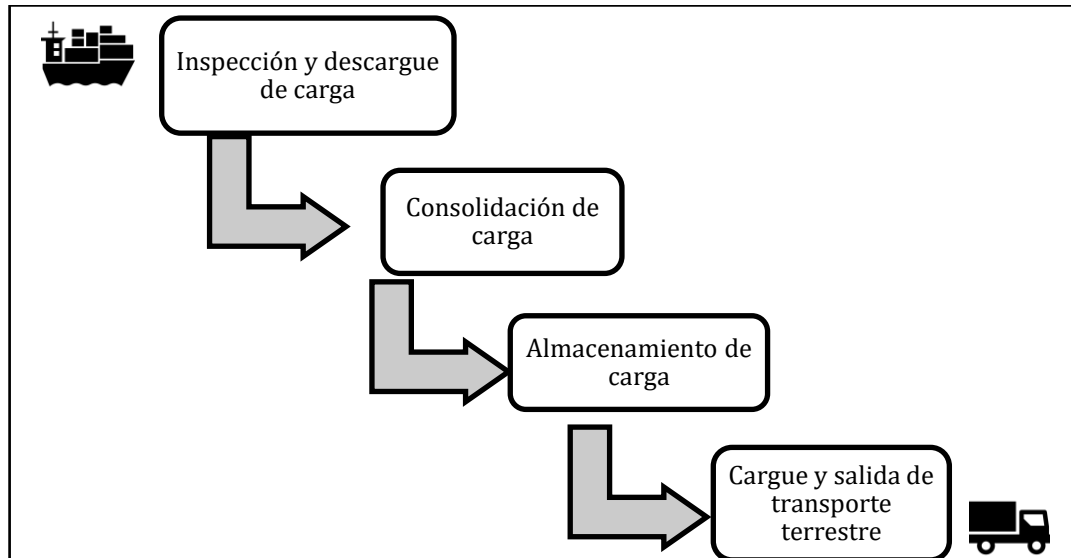 Inspección y descargue
de carga
Consolidación de
carga
Almacenamiento de
carga
Cargue y salida de
transporte
terrestre